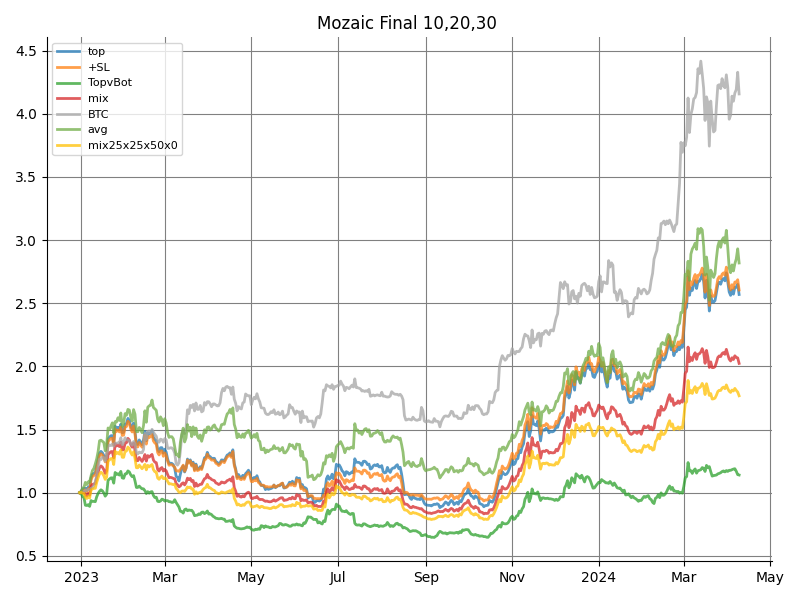 Mozaic Final 10,20,30
top
+SL
TopvBot
mix
BTC
avg
mix25x25x50x0
4.5
4.0
3.5
3.0
2.5
2.0
1.5
1.0
0.5
2023 Mar May Jul Sep Nov 2024 Mar May